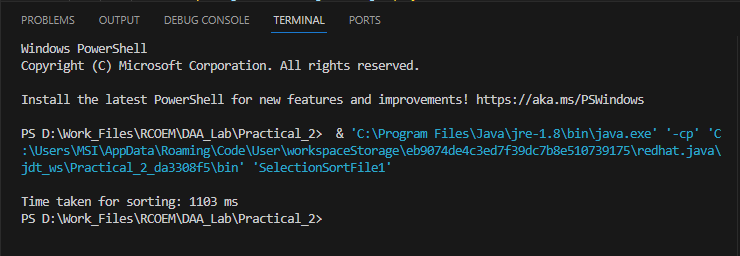 PROBLEMS OUTPUT DEBUG CONSOLE TERMINAL PORTS
Windows PowerShell
Copyright (C) Microsoft Corporation. All rights reserved.
Install the latest PowerShell for new features and improvements! https://aka.ms/PSWindows
PS D:\Work_Files\RCOEM\DAA_Lab\Practical_2>  & 'C:\Program Files\Java\jre-1.8\bin\java.exe' '-cp' 'C
:\Users\MSI\AppData\Roaming\Code\User\workspaceStorage\eb9074de4c3ed7f39dc7b8e510739175\redhat.java\
jdt_ws\Practical_2_da3308f5\bin' 'SelectionSortFile1'
Time taken for sorting: 1103 ms
PS D:\Work_Files\RCOEM\DAA_Lab\Practical_2>